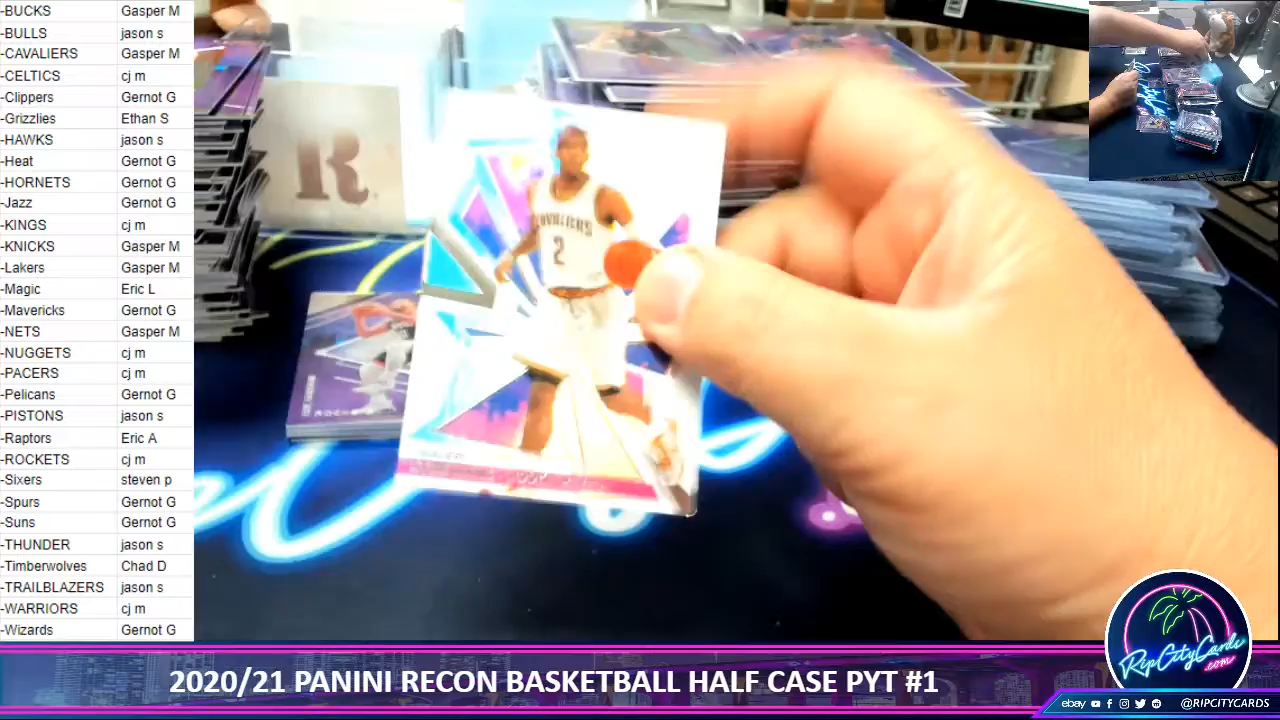 -BUCKS Gasper M
-BULLS jason s
-CAVALIERS Gasper M
-CELTICS cj m
-Clippers Gernot G
-Grizzlies Ethan S
-HAWKS jason s
-Heat Gernot G
-HORNETS Gernot G
-Jazz Gernot G
-KINGS cj m
-KNICKS Gasper M
-Lakers Gasper M
-Magic Eric L
-Mavericks Gernot G
-NETS Gasper M
-NUGGETS cj m
-PACERS cj m
-Pelicans Gernot G
-PISTONS jason s
-Raptors Eric A
-ROCKETS cj m
-Sixers steven p
-Spurs Gernot G
-Suns Gernot G
-THUNDER jason s
-Timberwolves Chad D
-TRAILBLAZERS jason s
-WARRIORS cj m
-Wizards Gernot G
R
CAVALIERS
2
2020/21 PANINI RECON BASKETBALL HALF CASE PYT #1
RipCityCards
.com
ebay @RIPCITYCARDS